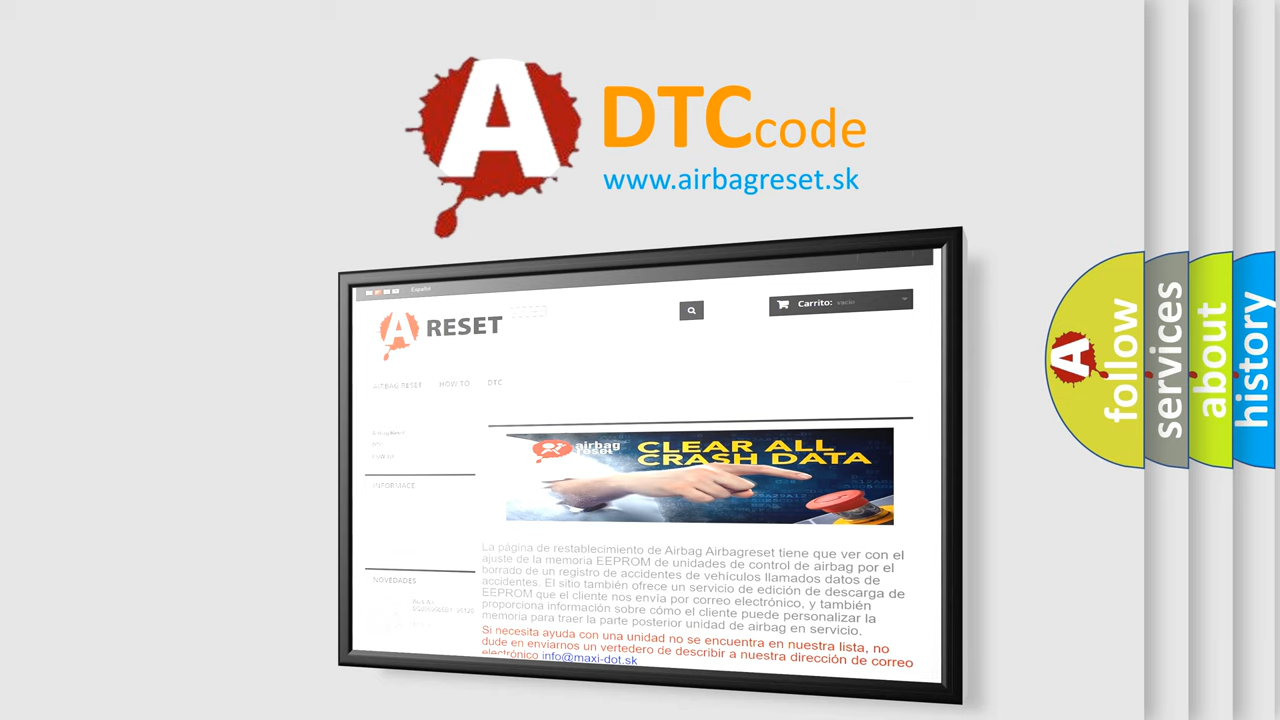 A DTCcode
www.airbagreset.sk
Español
A RESET
Carrito: vacío
AIRBAG RESET HOW TO DTC
INFORMACE
airbag
reset
CLEAR ALL
CRASH DATA
La página de restablecimiento de Airbag Airbagreset tiene que ver con el
ajuste de la memoria EEPROM de unidades de control de airbag por el
borrado de un registro de accidentes de vehículos llamados datos de
accidentes. El sitio también ofrece un servicio de edición de descarga de
EEPROM que el cliente nos envía por correo electrónico, y también
proporciona información sobre cómo el cliente puede personalizar la
memoria para traer la parte posterior unidad de airbag en servicio.
Si necesita ayuda con una unidad no se encuentra en nuestra lista, no
dude en enviarnos un vertedero de describir a nuestra dirección de correo
electrónico info@maxi-dot.sk
NOVEDADES
A follow
services
about
history